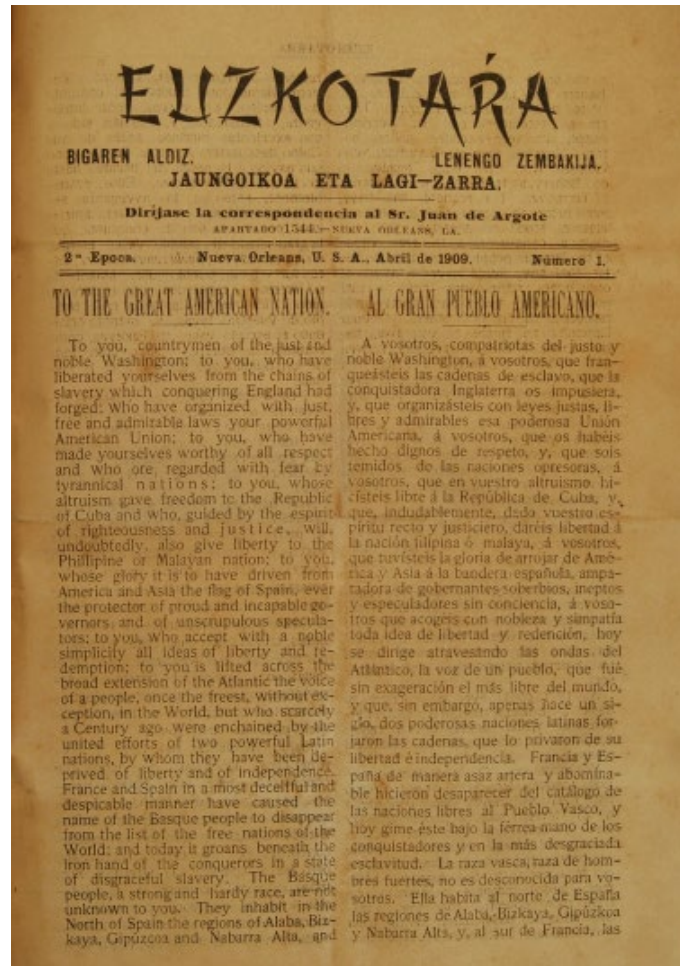 EUZKOTAŔA
BIGAREN ALDIZ.
LENENGO ZEMBAKIJA.
JAUNGOIKOA ETA LAGI-ZARRA.
Diríjase la correspondencia al Sr. Juan de Argote
APARTADO 1544.—NUEVA ORLEANS, LA.
2ª Epoca. Nueva Orleans, U. S. A., Abril de 1909. Número 1.
TO THE GREAT AMERICAN NATION.
To you, countrymen of the just and
noble Washington; to you, who have
liberated yourselves from the chains of
slavery which conquering England had
forged; who have organized with just,
free and admirable laws your powerful
American Union; to you, who have
made yourselves worthy of all respect
and who ore, regarded with fear by
tyrannical nations; to you, whose
altruism gave freedom to the Republic
of Cuba and who, guided by the espirit
of righteousness and justice, will,
undoubtedly, also give liberty to the
Phillipine or Malayan nation; to you,
whose glory it is to have driven from
America and Asia the flag of Spain, ever
the protector of proud and incapable go-
vernors and of unscrupulous specula-
tors; to you, who accept with a noble
simplicity all ideas of liberty and re-
demption; to you is lifted across the
broad extension of the Atlantic the voice
of a people, once the freest, without ex-
ception, in the World, but who scarcely
a Century ago were enchained by the
united efforts of two powerful Latin
nations, by whom they have been de-
prived of liberty and of independence.
France and Spain in a most deceltful and
despicable manner have caused the
name of the Basque people to disappear
from the list of the free nations of the
World; and today it groans beneath the
iron hand of the conquerors in a state
of disgraceful slavery. The Basque
people, a strong and hardy race, are not
unknown to you. They inhabit in the
North of Spain the regions of Alaba, Biz-
kaya, Gipúzcoa and Nabarra Alta, and
AL GRAN PUEBLO AMERICANO.
A vosotros, compatriotas del justo y
noble Washington, á vosotros, que fran-
queásteis las cadenas de esclavo, que la
conquistadora Inglaterra os impusiera,
y, que organizásteis con leyes justas, li-
bres y admirables esa poderosa Unión
Americana, á vosotros, que os habéis
hecho dignos de respeto, y, que sois
temidos de las naciones opresoras, á
vosotros, que en vuestro altruismo hi-
císteis libre á la República de Cuba, y,
que, indudablemente, dado vuestro es-
píritu recto y justiciero, daréis libertad á
la nación filipina ó malaya, á vosotros,
que tuvísteis la gloria de arrojar de Amé-
rica y Asia á la bandera española, ampa-
radora de gobernantes soberbios, ineptos
y especuladores sin conciencia, á voso-
tros que acogéis con nobleza y simpatía
toda idea de libertad y redención, hoy
se dirige atravesando las ondas del
Atlántico, la voz de un pueblo, que fué
sin exageración el más libre del mundo,
y que, sin embargo, apenas hace un si-
glo, dos poderosas naciones latinas for-
jaron las cadenas, que lo privaron de su
libertad é independencia. Francia y Es-
paña de manera asaz artera y abomina-
ble hicieron desaparecer del catálogo de
las naciones libres al Pueblo Vasco, y
hoy gime éste bajo la férrea mano de los
conquistadores y en la más desgraciada
esclavitud. La raza vasca, raza de hom-
bres fuertes, no es desconocida para vo-
sotros. Ella habita al norte de España
las regiones de Alaba, Bizkaya, Gipúzkoa
y Nabarra Alta, y, al sur de Francia, las